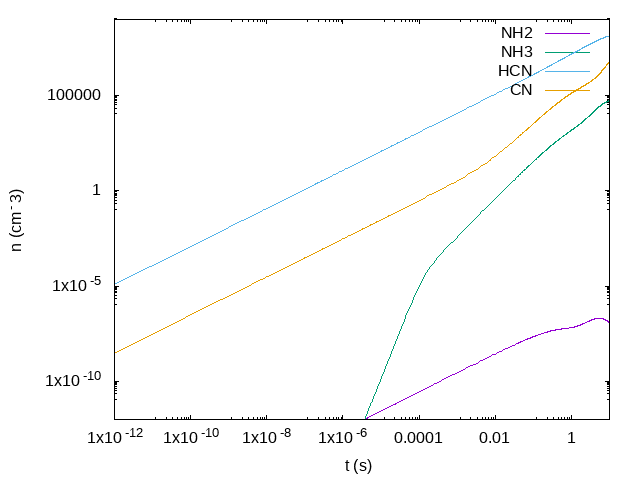 NH2
NH3
HCN
CN
100000
1
1x10-5
1x10-10
n (cm-3)
1x10-12 1x10-10 1x10-8 1x10-6 0.0001 0.01 1
t (s)